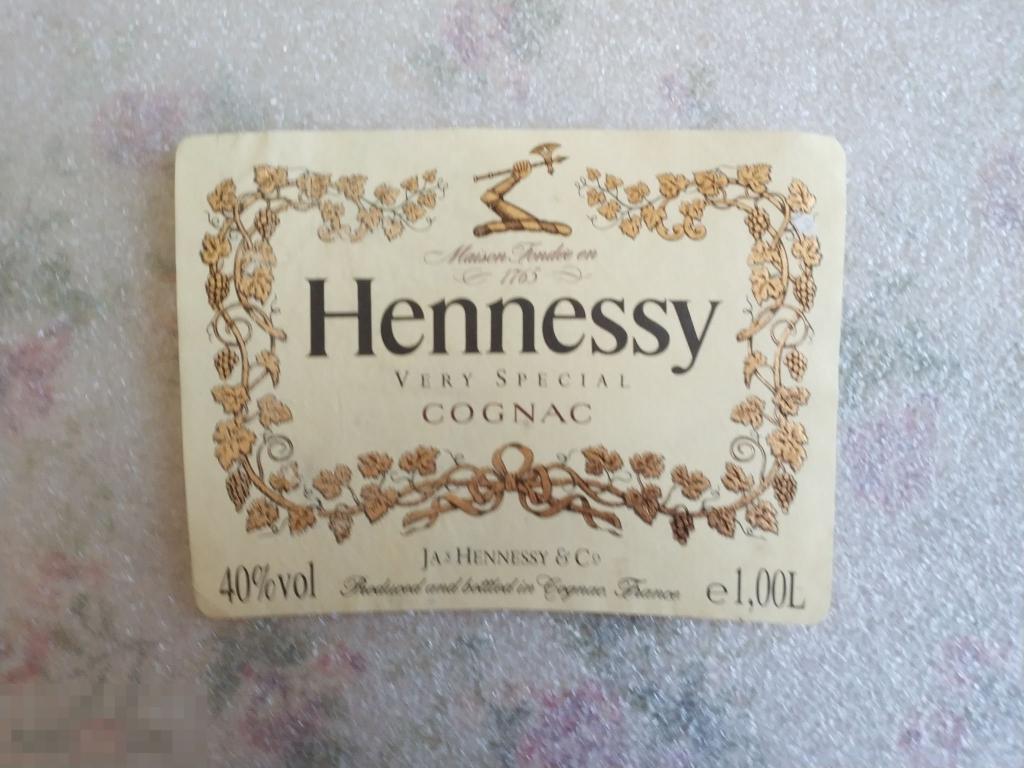 Maison Fondée en
1765
Hennessy
VERY SPECIAL
COGNAC
JAS HENNESSY & Co
40%vol Produced and bottled in Cognac, France e 1,00L